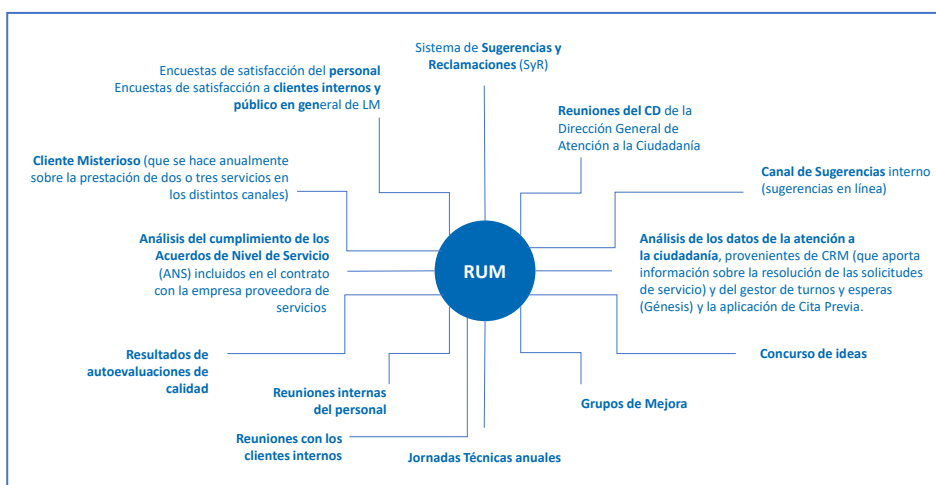 Sistema de Sugerencias y
Reclamaciones (SyR)
Encuestas de satisfacción del personal
Encuestas de satisfacción a clientes internos y
público en general de LM
Reuniones del CD de la
Dirección General de
Atención a la Ciudadanía
Cliente Misterioso (que se hace anualmente
sobre la prestación de dos o tres servicios en
los distintos canales)
Canal de Sugerencias interno
(sugerencias en línea)
Análisis del cumplimiento de los
Acuerdos de Nivel de Servicio
(ANS) incluidos en el contrato
con la empresa proveedora de
servicios
RUM
Análisis de los datos de la atención a
la ciudadanía, provenientes de CRM (que aporta
información sobre la resolución de las solicitudes
de servicio) y del gestor de turnos y esperas
(Génesis) y la aplicación de Cita Previa.
Resultados de
autoevaluaciones de
calidad
Concurso de ideas
Reuniones internas
del personal
Grupos de Mejora
Reuniones con los
clientes internos
Jornadas Técnicas anuales